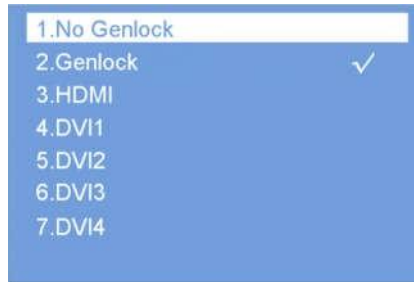 1.No Genlock
2.Genlock √
3.HDMI
4.DVI1
5.DVI2
6.DVI3
7.DVI4